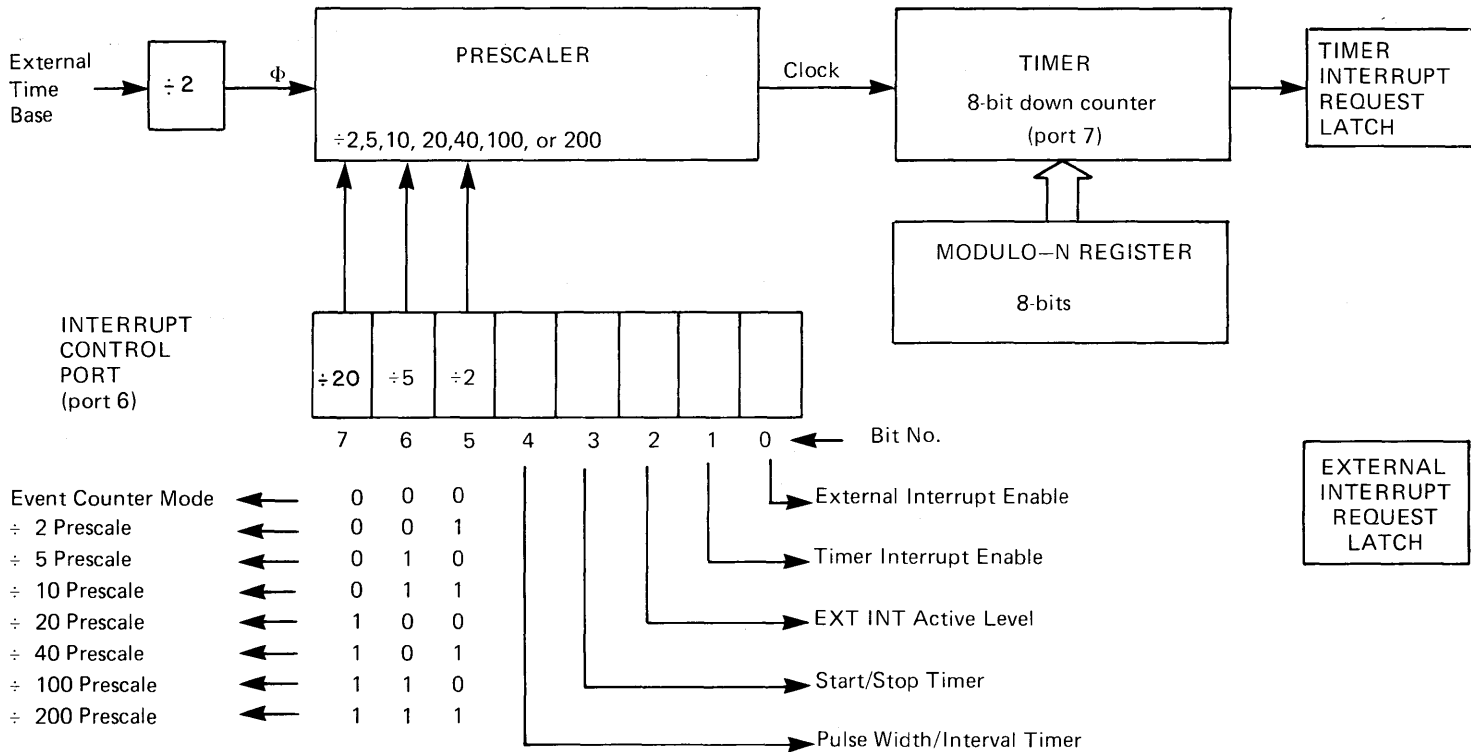 External
Time
Base
÷2
Φ
PRESCALER
÷2,5,10, 20,40,100, or 200
Clock
TIMER
8-bit down counter
(port 7)
TIMER
INTERRUPT
REQUEST
LATCH
MODULO–N REGISTER
8-bits
INTERRUPT
CONTROL
PORT
(port 6)
÷20 ÷5 ÷2
7 6 5 4 3 2 1 0 Bit No.
Event Counter Mode 0 0 0
÷ 2 Prescale 0 0 1
÷ 5 Prescale 0 1 0
÷ 10 Prescale 0 1 1
÷ 20 Prescale 1 0 0
÷ 40 Prescale 1 0 1
÷ 100 Prescale 1 1 0
÷ 200 Prescale 1 1 1
External Interrupt Enable
Timer Interrupt Enable
EXT INT Active Level
Start/Stop Timer
Pulse Width/Interval Timer
EXTERNAL
INTERRUPT
REQUEST
LATCH